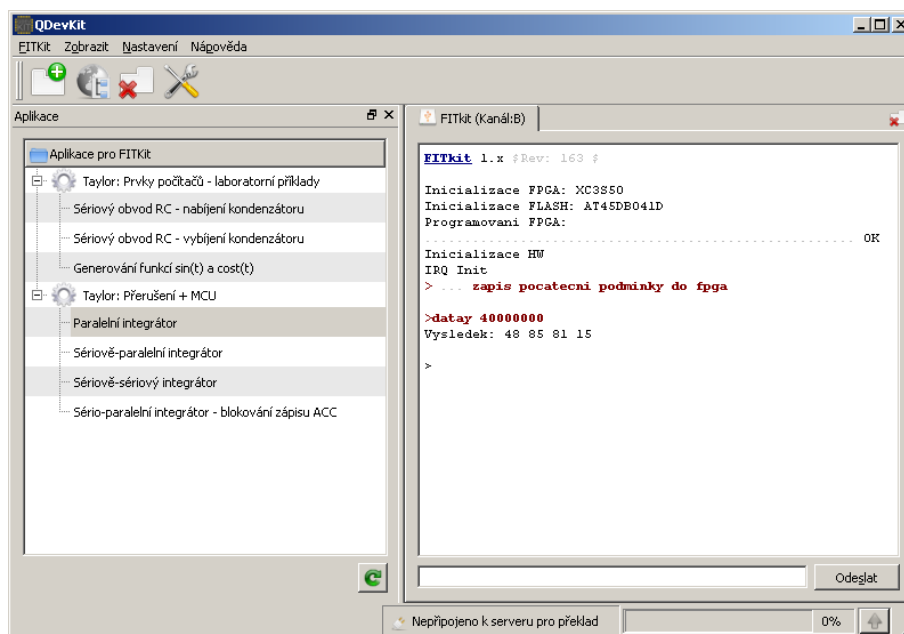 QDevKit
FITKit Zobrazit Nastavení Nápověda
Aplikace
Aplikace pro FITKit
Taylor: Prvky počítačů - laboratorní příklady
Sériový obvod RC - nabíjení kondenzátoru
Sériový obvod RC - vybíjení kondenzátoru
Generování funkcí sin(t) a cost(t)
Taylor: Přerušení + MCU
Paralelní integrátor
Sériově-paralelní integrátor
Sériově-sériový integrátor
Sério-paralelní integrátor - blokování zápisu ACC
FITkit (Kanál:B)
FITkit 1.x $Rev: 163 $
Inicializace FPGA: XC3S50
Inicializace FLASH: AT45DB041D
Programovani FPGA:
........................................................ OK
Inicializace HW
IRQ Init
> ... zapis pocatecni podminky do fpga
>datay 40000000
Vysledek: 48 85 81 15
>
Odeslat
Nepřipojeno k serveru pro překlad 0%